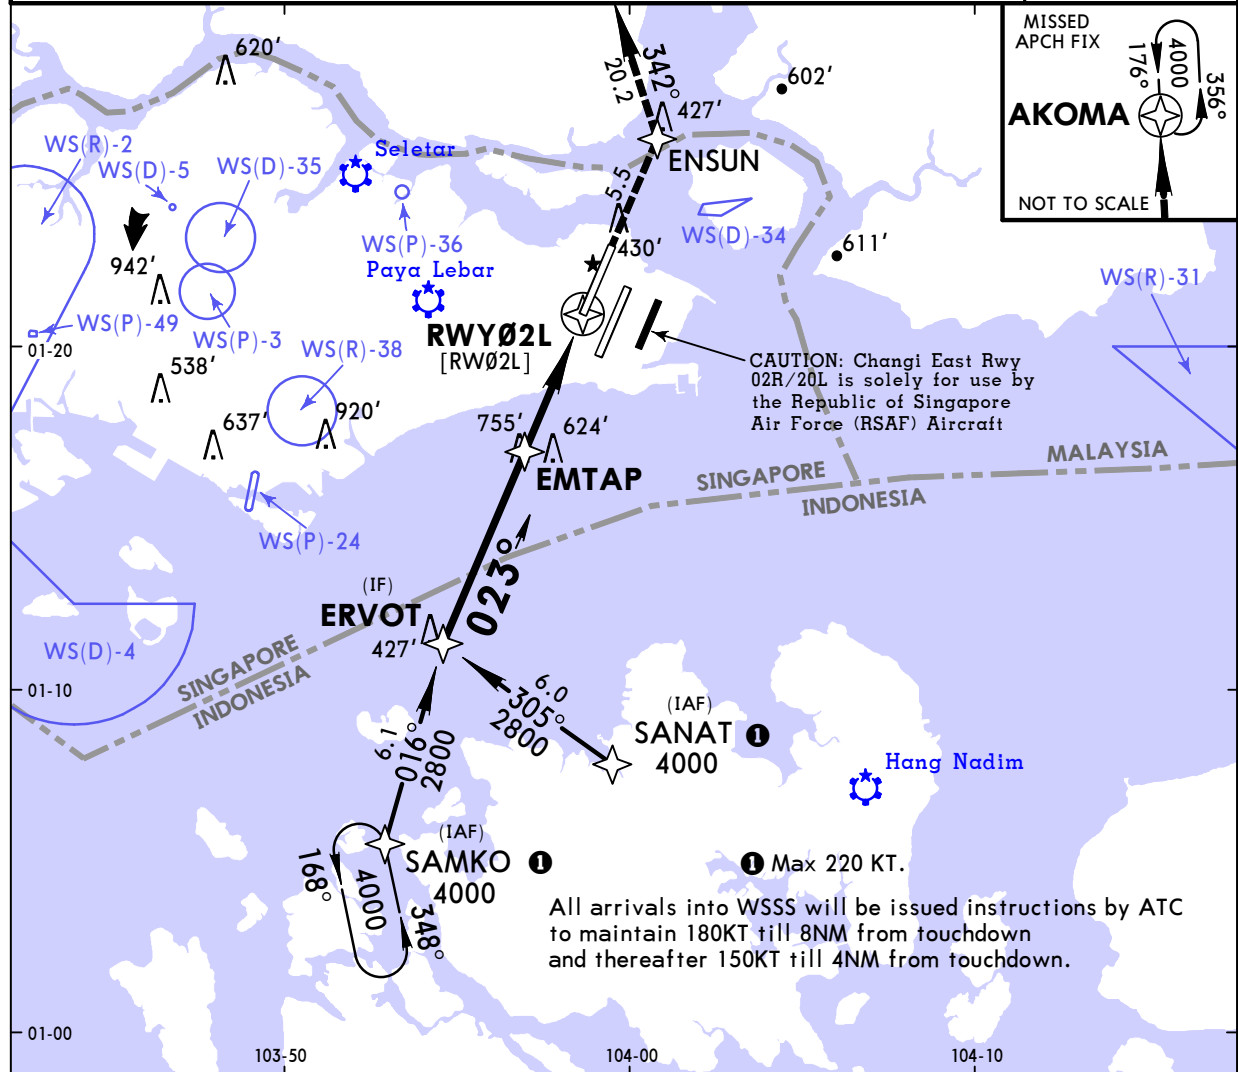 MISSED
APCH FIX
176°
4000
356°
AKOMA
NOT TO SCALE
620'
342°
20.2
602'
427'
ENSUN
Seletar
WS(R)-2
WS(D)-5
WS(D)-35
5.5
WS(P)-36
WS(D)-34
430'
611'
942'
Paya Lebar
WS(R)-31
WS(P)-49
WS(P)-3
RWYØ2L
[RWØ2L]
01-20
WS(R)-38
CAUTION: Changi East Rwy
02R/20L is solely for use by
the Republic of Singapore
Air Force (RSAF) Aircraft
538'
637'
920'
755'
624'
EMTAP
SINGAPORE
MALAYSIA
INDONESIA
WS(P)-24
023°
(IF)
ERVOT
427'
WS(D)-4
SINGAPORE
INDONESIA
01-10
6.0
305°
2800
(IAF)
SANAT ❶
4000
6.1
016°
2800
Hang Nadim
(IAF)
SAMKO ❶
4000
168°
4000
348°
❶ Max 220 KT.
All arrivals into WSSS will be issued instructions by ATC
to maintain 180KT till 8NM from touchdown
and thereafter 150KT till 4NM from touchdown.
01-00
103-50
104-00
104-10